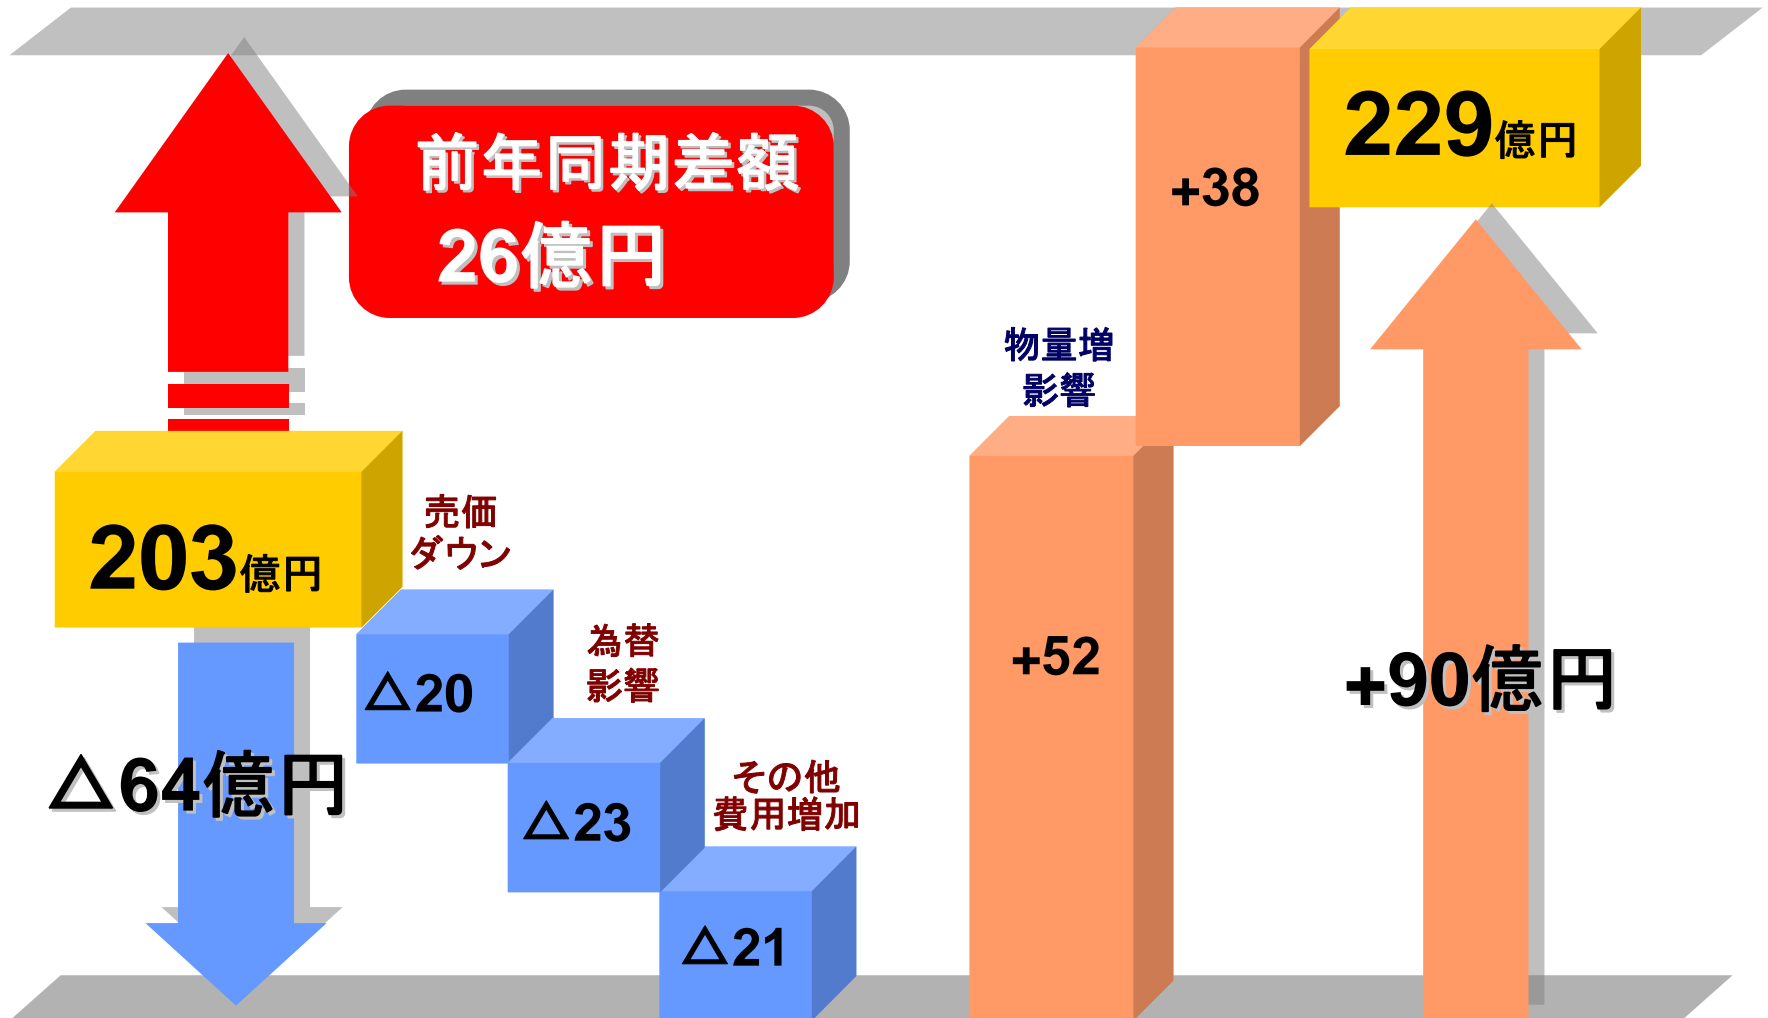 前年同期差額
26億円
203億円
△64億円
売価
ダウン
△20
為替
影響
△23
その他
費用増加
△21
物量増
影響
+52
+38
229億円
+90億円